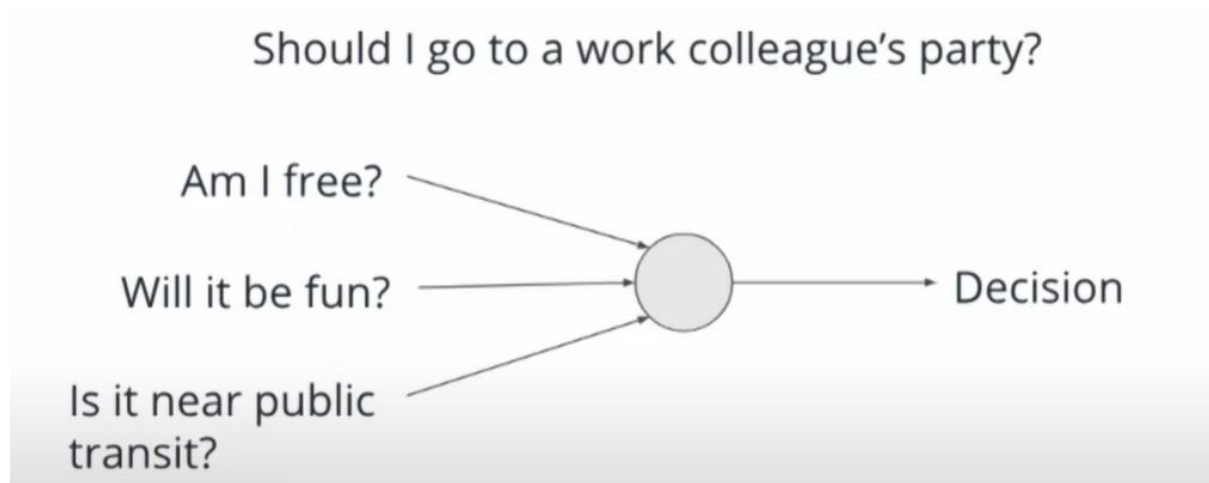 Should I go to a work colleague's party?
Am I free?
Will it be fun?
Is it near public
transit?
Decision